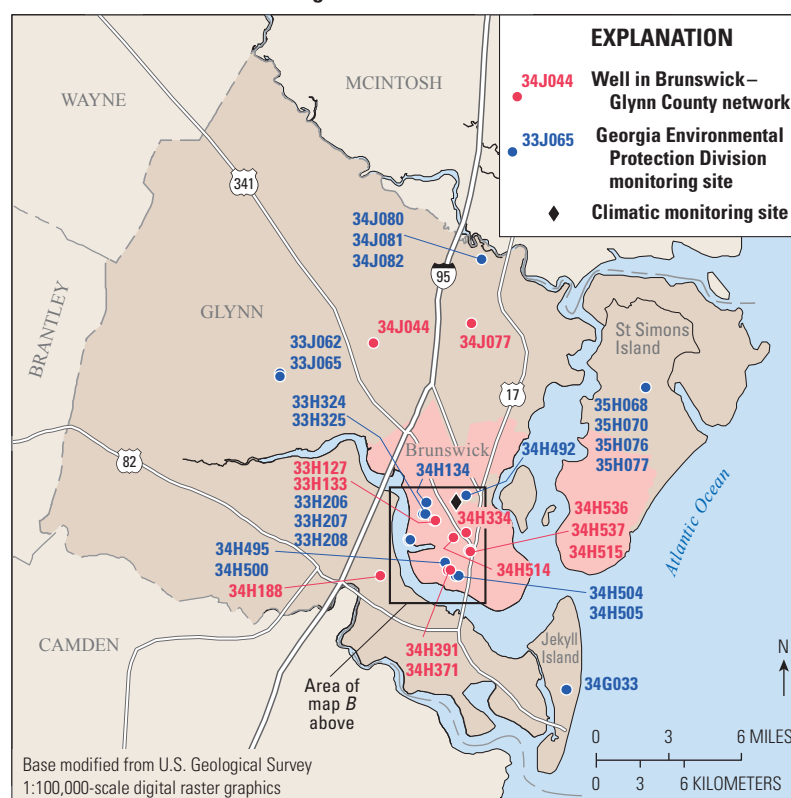 EXPLANATION
34J044 Well in Brunswick–
Glynn County network
33J065 Georgia Environmental
Protection Division
monitoring site
Climatic monitoring site
MCINTOSH
WAYNE
341
34J080
34J081
34J082
95
GLYNN
BRANTLEY
34J044
34J077
33J062
33J065
St Simons
Island
17
33H324
33H325
35H068
35H070
35H076
35H077
82
Brunswick
34H492
34H134
33H127
33H133
33H206
33H207
33H208
34H334
34H536
34H537
34H515
Atlantic Ocean
34H495
34H500
34H514
34H188
34H504
34H505
CAMDEN
34H391
34H371
Jekyll
Island
N
Area of
map B
above
34G033
0 3 6 MILES
0 3 6 KILOMETERS
Base modified from U.S. Geological Survey
1:100,000-scale digital raster graphics